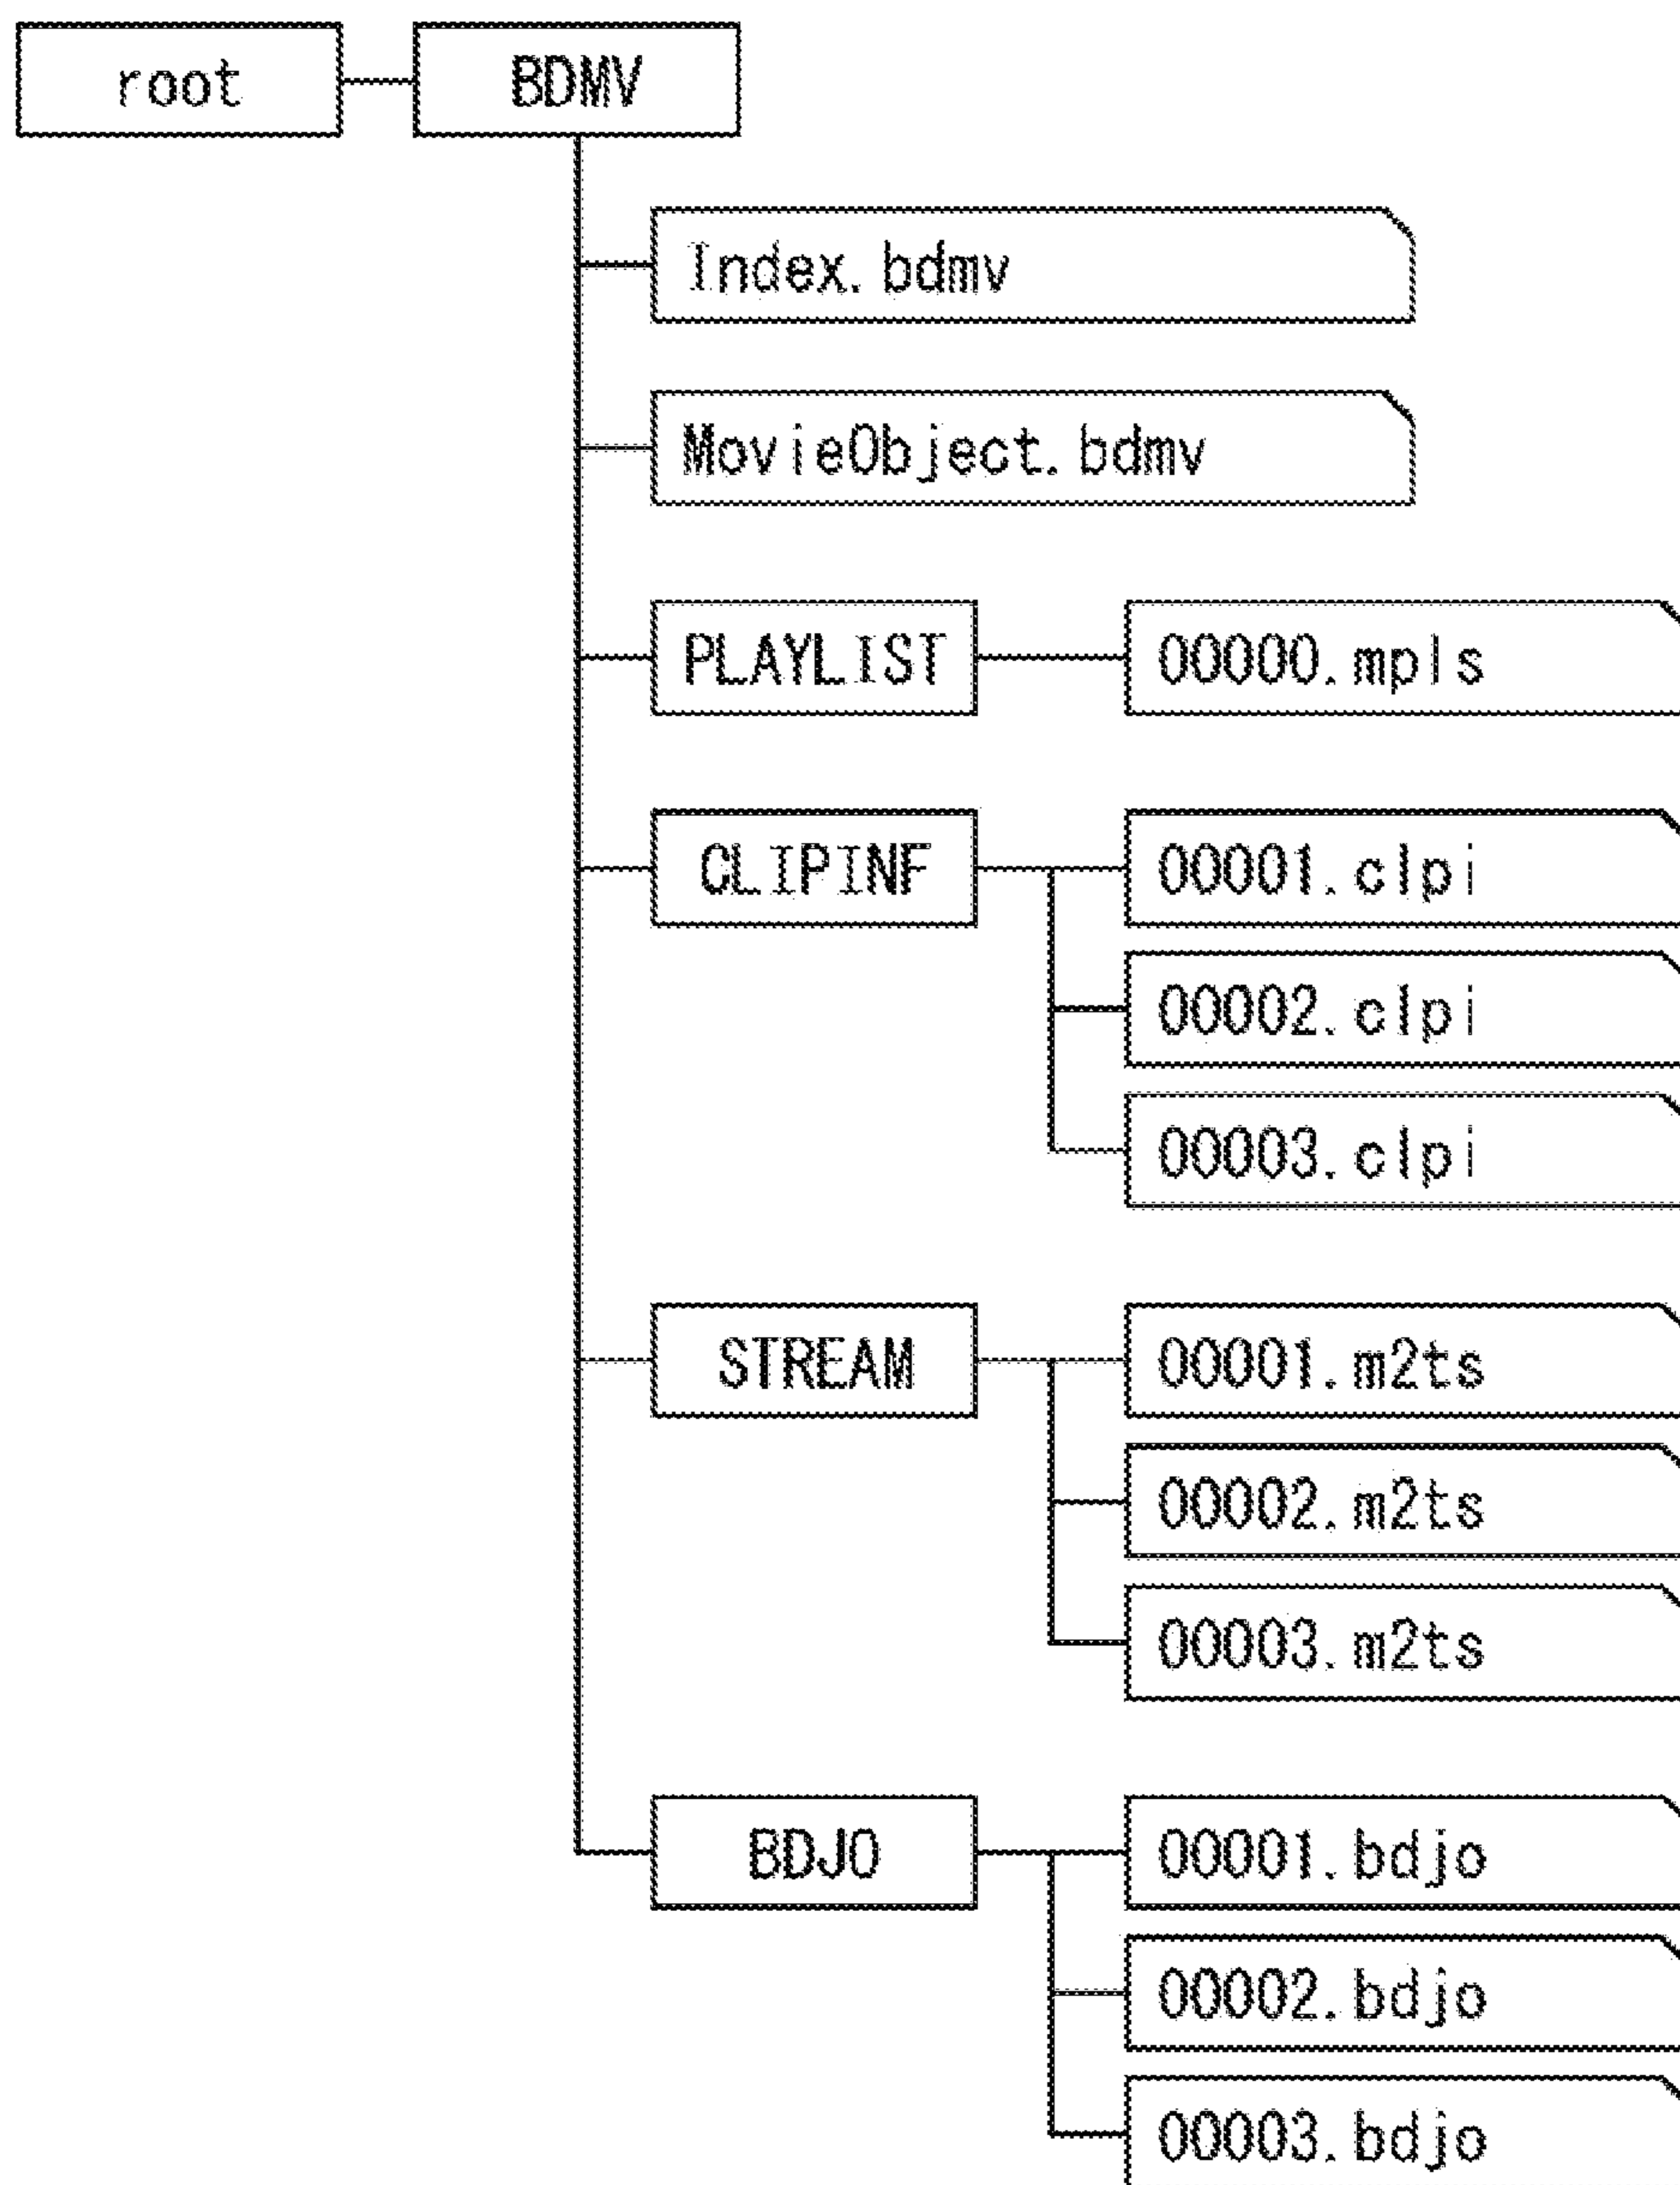 root BDMV
Index.bdmv
MovieObject.bdmv
PLAYLIST 00000.mpls
CLIPINF 00001.clpi
00002.clpi
00003.clpi
STREAM 00001.m2ts
00002.m2ts
00003.m2ts
BDJO 00001.bdjo
00002.bdjo
00003.bdjo